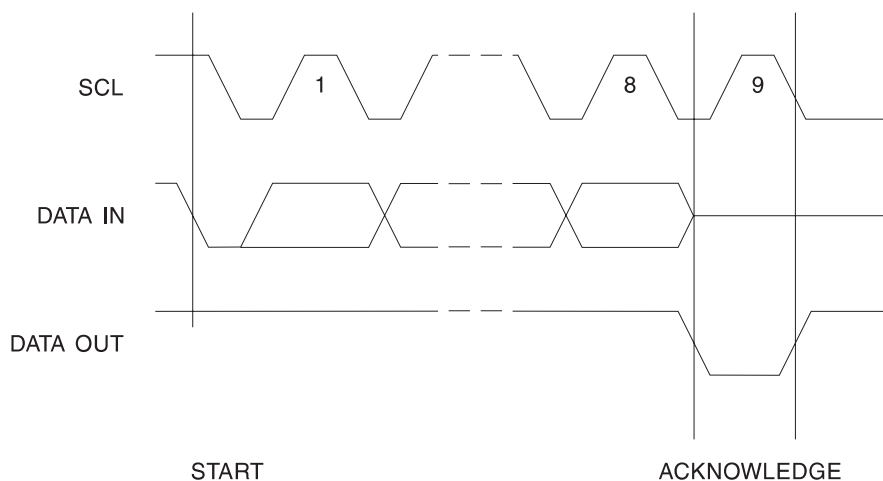 SCL
1
8
9
DATA IN
DATA OUT
START
ACKNOWLEDGE